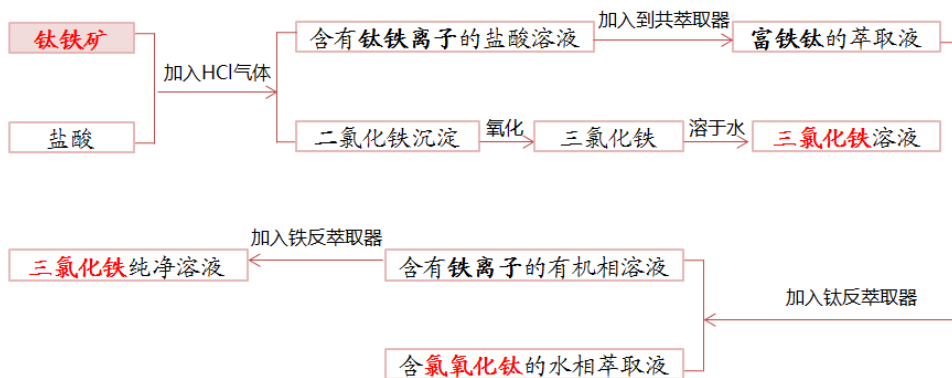 钛铁矿
盐酸
加入HCl气体
含有钛铁离子的盐酸溶液
加入到共萃取器
富铁钛的萃取液
二氯化铁沉淀
氧化
三氯化铁
溶于水
三氯化铁溶液
三氯化铁纯净溶液
加入铁反萃取器
含有铁离子的有机相溶液
加入钛反萃取器
含氯氧化钛的水相萃取液